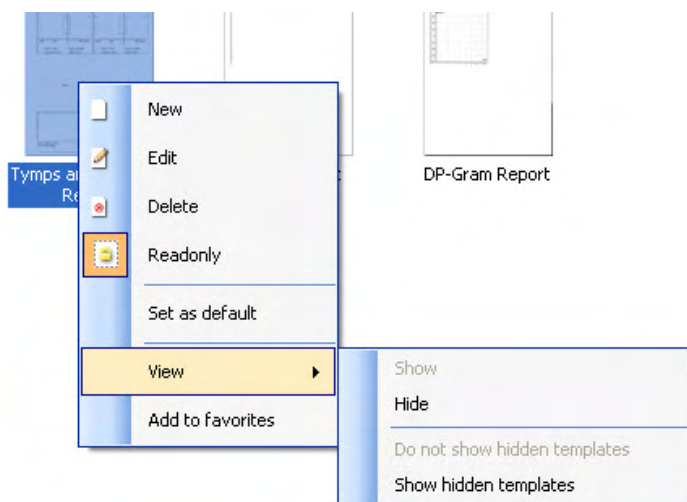 New
Edit
Tymps a
Re
DP-Gram Report
Delete
Readonly
Set as default
View
Show
Hide
Add to favorites
Do not show hidden templates
Show hidden templates